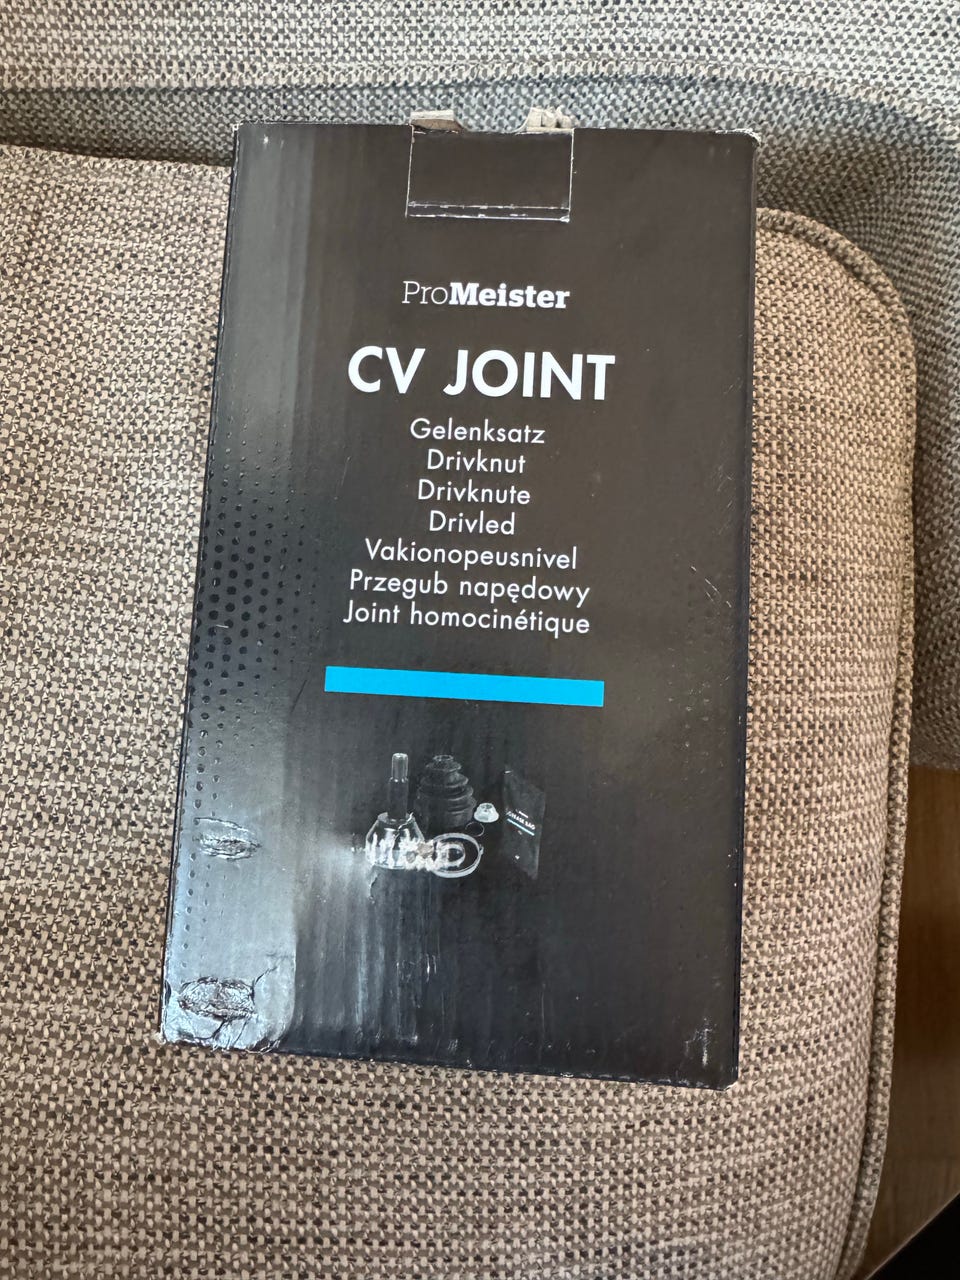 ProMeister
CV JOINT
Gelenksatz
Drivknut
Drivknute
Drivled
Vakionopeusnivel
Przegub napędowy
Joint homocinétique